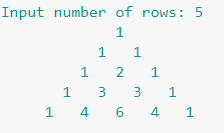 Input number of rows: 5
1
1 1
1 2 1
1 3 3 1
1 4 6 4 1